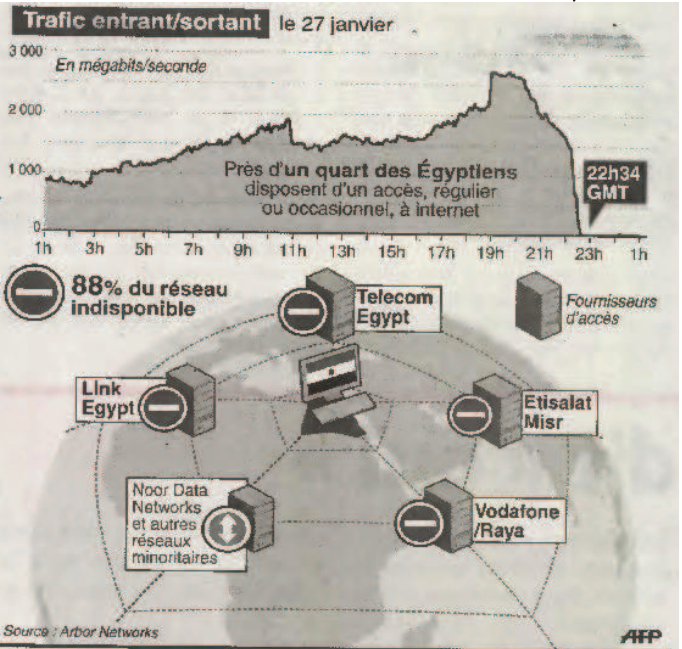 Trafic entrant/sortant le 27 janvier
3 000
En mégabits/seconde
2 000
1 000
0
Près d'un quart des Égyptiens
disposent d'un accès, régulier
ou occasionnel, à internet
22h34
GMT
1h 3h 5h 7h 9h 11h 13h 15h 17h 19h 21h 23h 1h
88% du réseau
indisponible
Telecom
Egypt
Fournisseurs
d'accès
Link
Egypt
Etisalat
Misr
Noor Data
Networks
et autres
réseaux
minoritaires
Vodafone
/Raya
Source : Arbor Networks
AFP